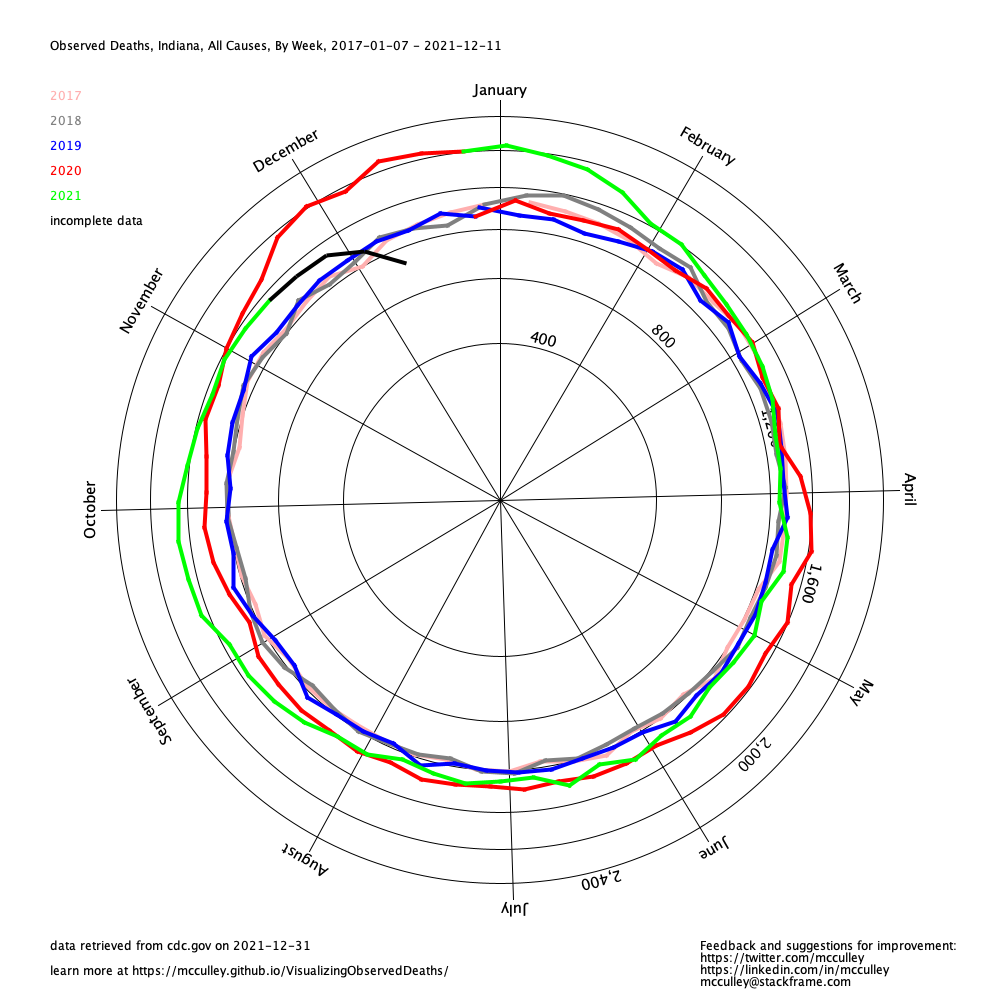 Observed Deaths, Indiana, All Causes, By Week, 2017-01-07 - 2021-12-11
2017
2018
2019
2020
2021
incomplete data
January
February
March
April
May
June
July
August
September
October
November
December
400
800
1,200
1,600
2,000
2,400
data retrieved from cdc.gov on 2021-12-31
learn more at https://mcculley.github.io/VisualizingObservedDeaths/
Feedback and suggestions for improvement:
https://twitter.com/mcculley
https://linkedin.com/in/mcculley
mcculley@stackframe.com